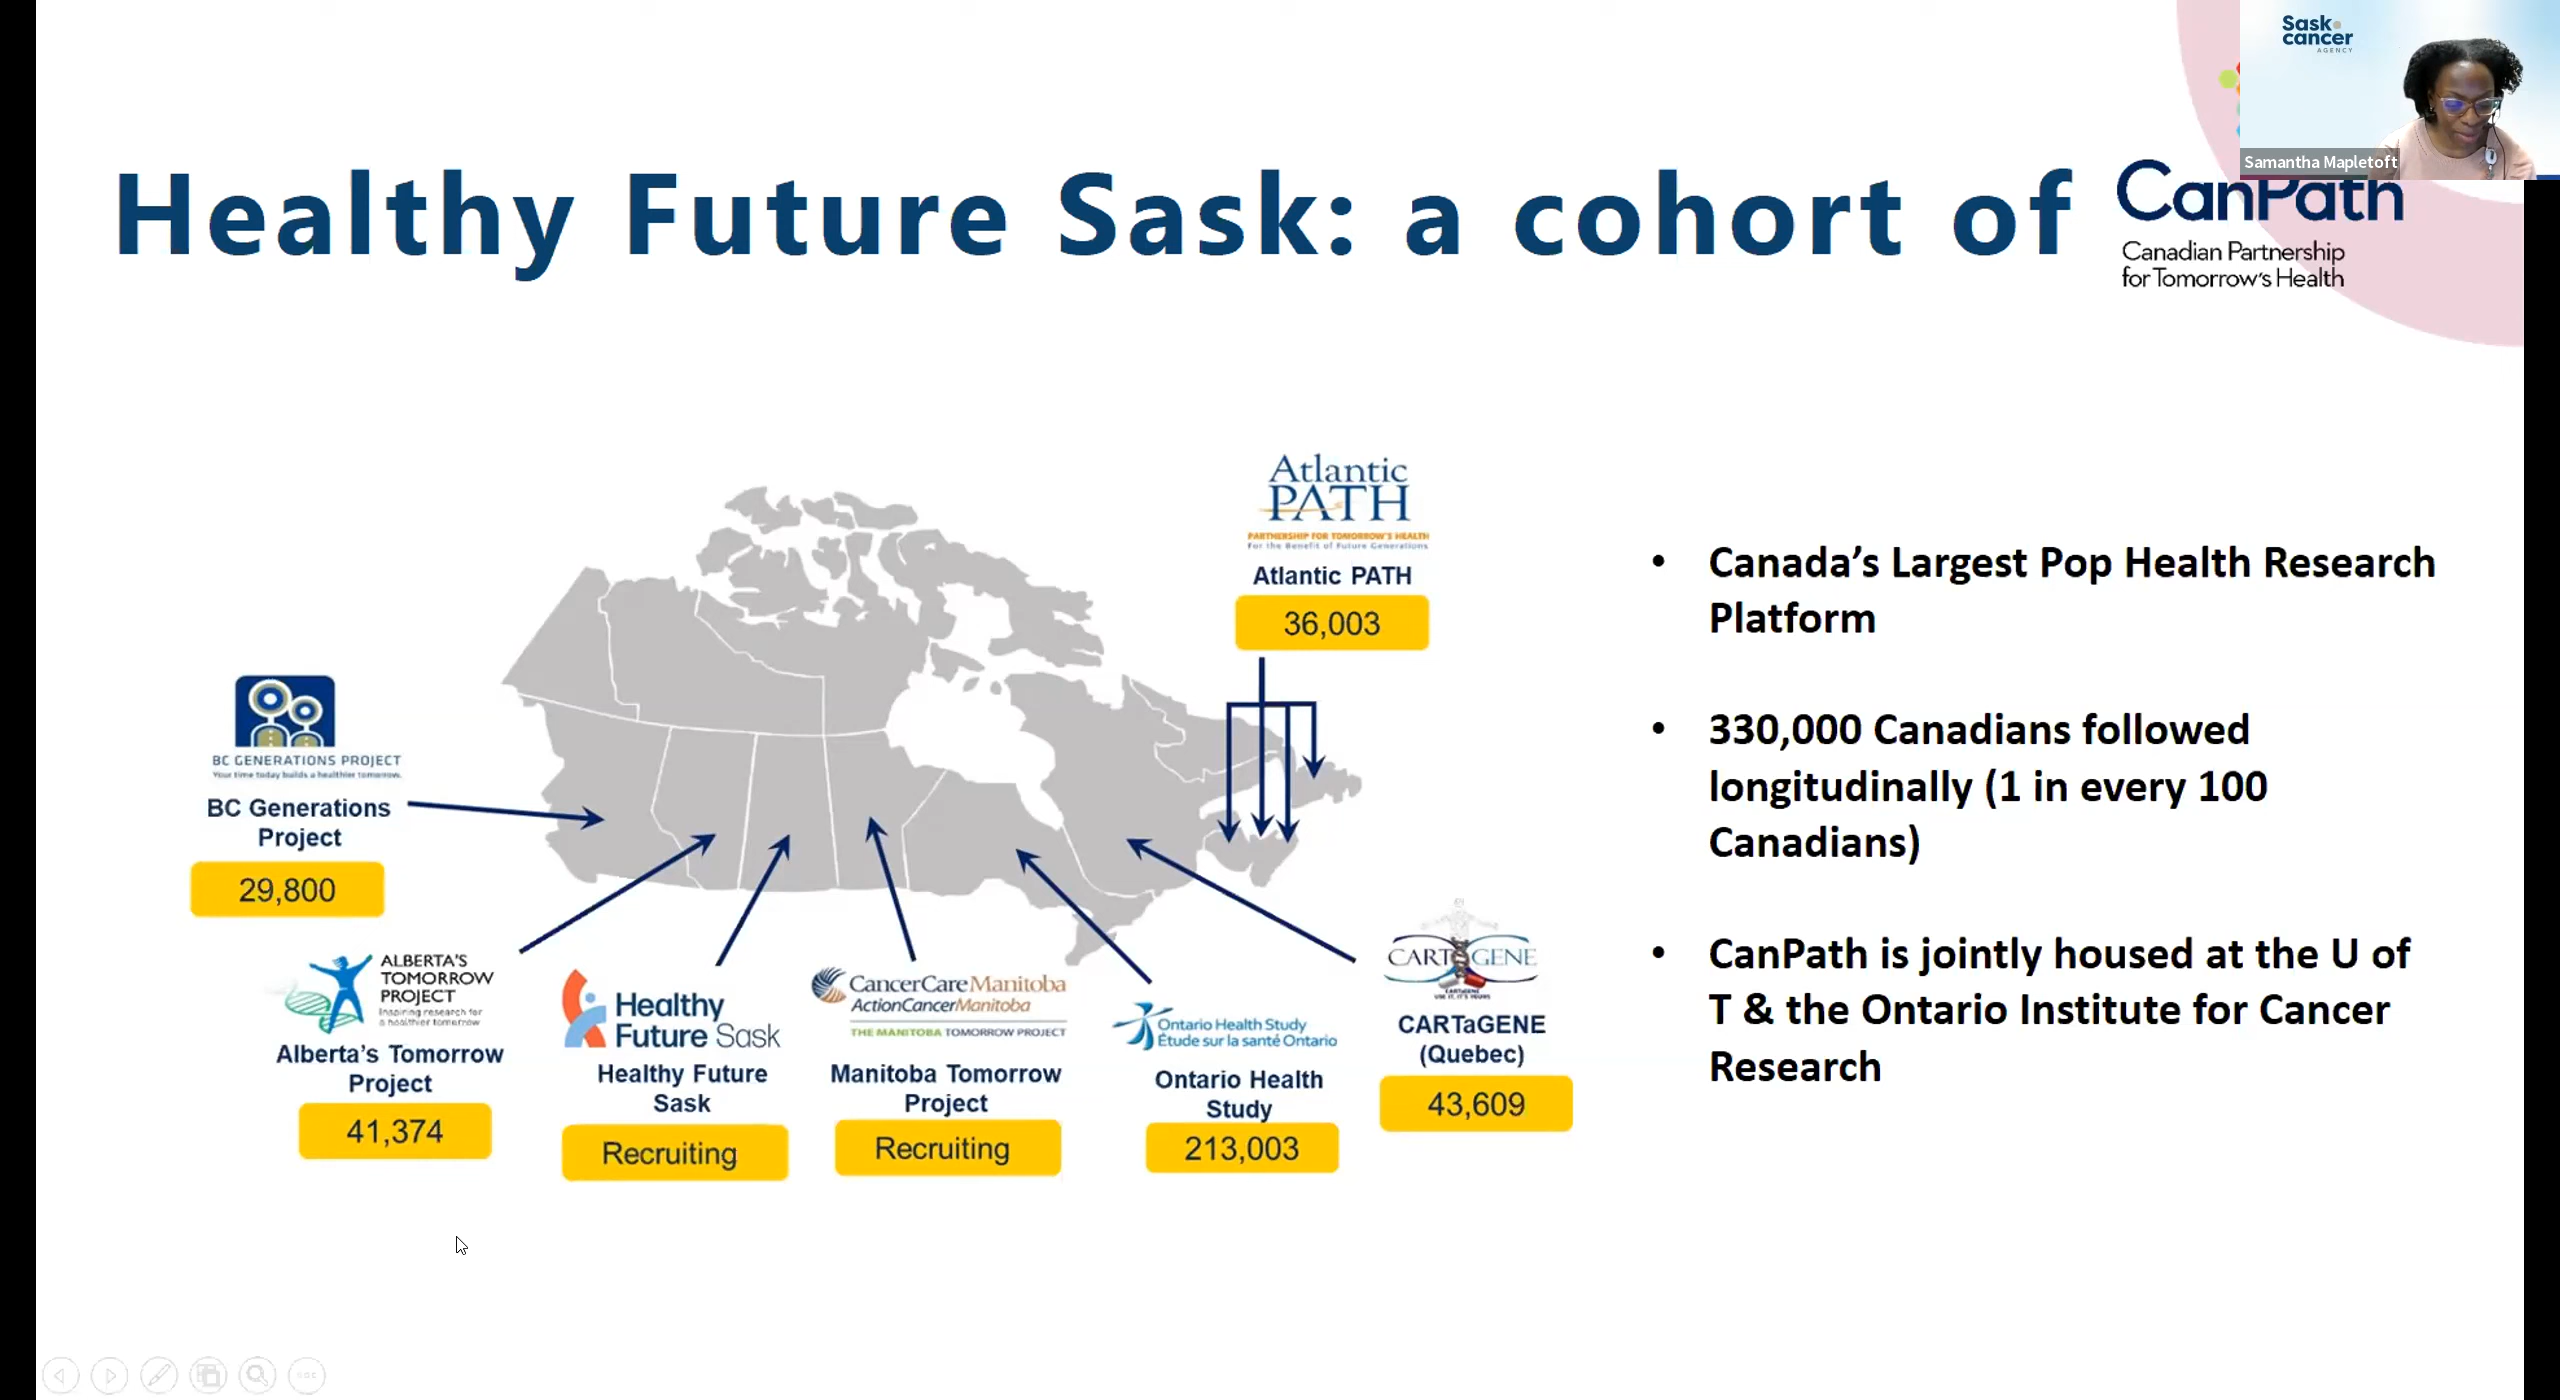 Sask
cancer
AGENCY
Samantha Mapletoft
Healthy Future Sask: a cohort of
CanPath
Canadian Partnership
for Tomorrow's Health
Atlantic
PATH
PARTNERSHIP FOR TOMORROW'S HEALTH
For the Benefit of Future Generations
Atlantic PATH
36,003
BC GENERATIONS PROJECT
Your time today builds a healthier tomorrow.
BC Generations
Project
29,800
ALBERTA'S
TOMORROW
PROJECT
Inspiring research for
a healthier tomorrow
Alberta's Tomorrow
Project
41,374
Healthy
Future Sask
Healthy Future
Sask
Recruiting
CancerCare Manitoba
ActionCancerManitoba
THE MANITOBA TOMORROW PROJECT
Manitoba Tomorrow
Project
Recruiting
Ontario Health Study
Étude sur la santé Ontario
Ontario Health
Study
213,003
CARTaGENE
CARTaGENE
(Quebec)
43,609
• Canada’s Largest Pop Health Research
Platform
• 330,000 Canadians followed
longitudinally (1 in every 100
Canadians)
• CanPath is jointly housed at the U of
T & the Ontario Institute for Cancer
Research